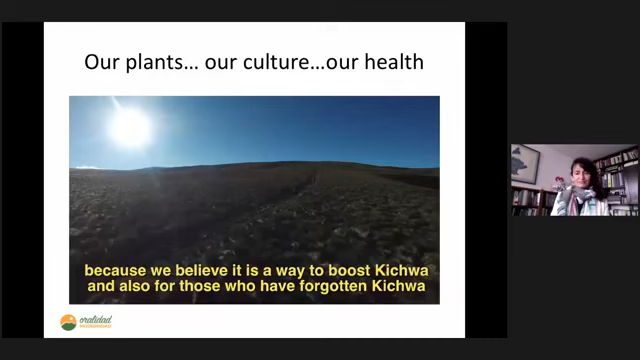 Our plants... our culture...our health
because we believe it is a way to boost Kichwa
and also for those who have forgotten Kichwa
oralidad
MODERNIDAD